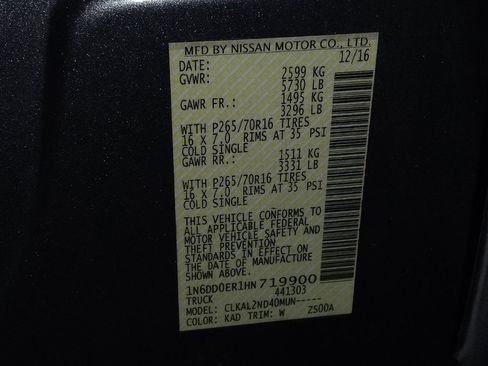 MFD BY NISSAN MOTOR CO., LTD.
DATE: 12/16
GVWR: 2599 KG
5730 LB
GAWR FR.: 1495 KG
3296 LB
WITH P265/70R16 TIRES
16 X 7.0 RIMS AT 35 PSI
COLD SINGLE
GAWR RR.: 1511 KG
3331 LB
WITH P265/70R16 TIRES
16 X 7.0 RIMS AT 35 PSI
COLD SINGLE
THIS VEHICLE CONFORMS TO
ALL APPLICABLE FEDERAL
MOTOR VEHICLE SAFETY AND
THEFT PREVENTION
STANDARDS IN EFFECT ON
THE DATE OF MANUFACTURE
SHOWN ABOVE.
1N6DD0ER1HN719900
TRUCK 441303
MODEL: CLKAL2ND40MUN-----
COLOR: KAD TRIM: W ZS00A